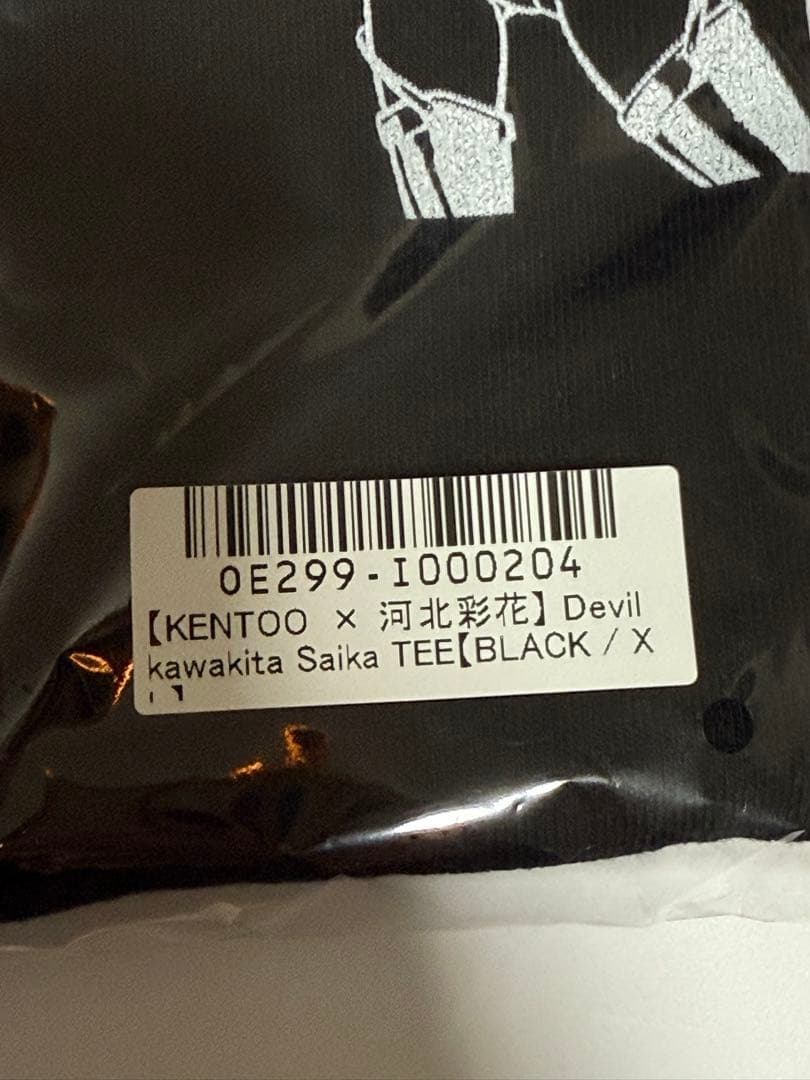 0E299-I000204
【KENTOO × 河北彩花】Devil
kawakita Saika TEE【BLACK / X